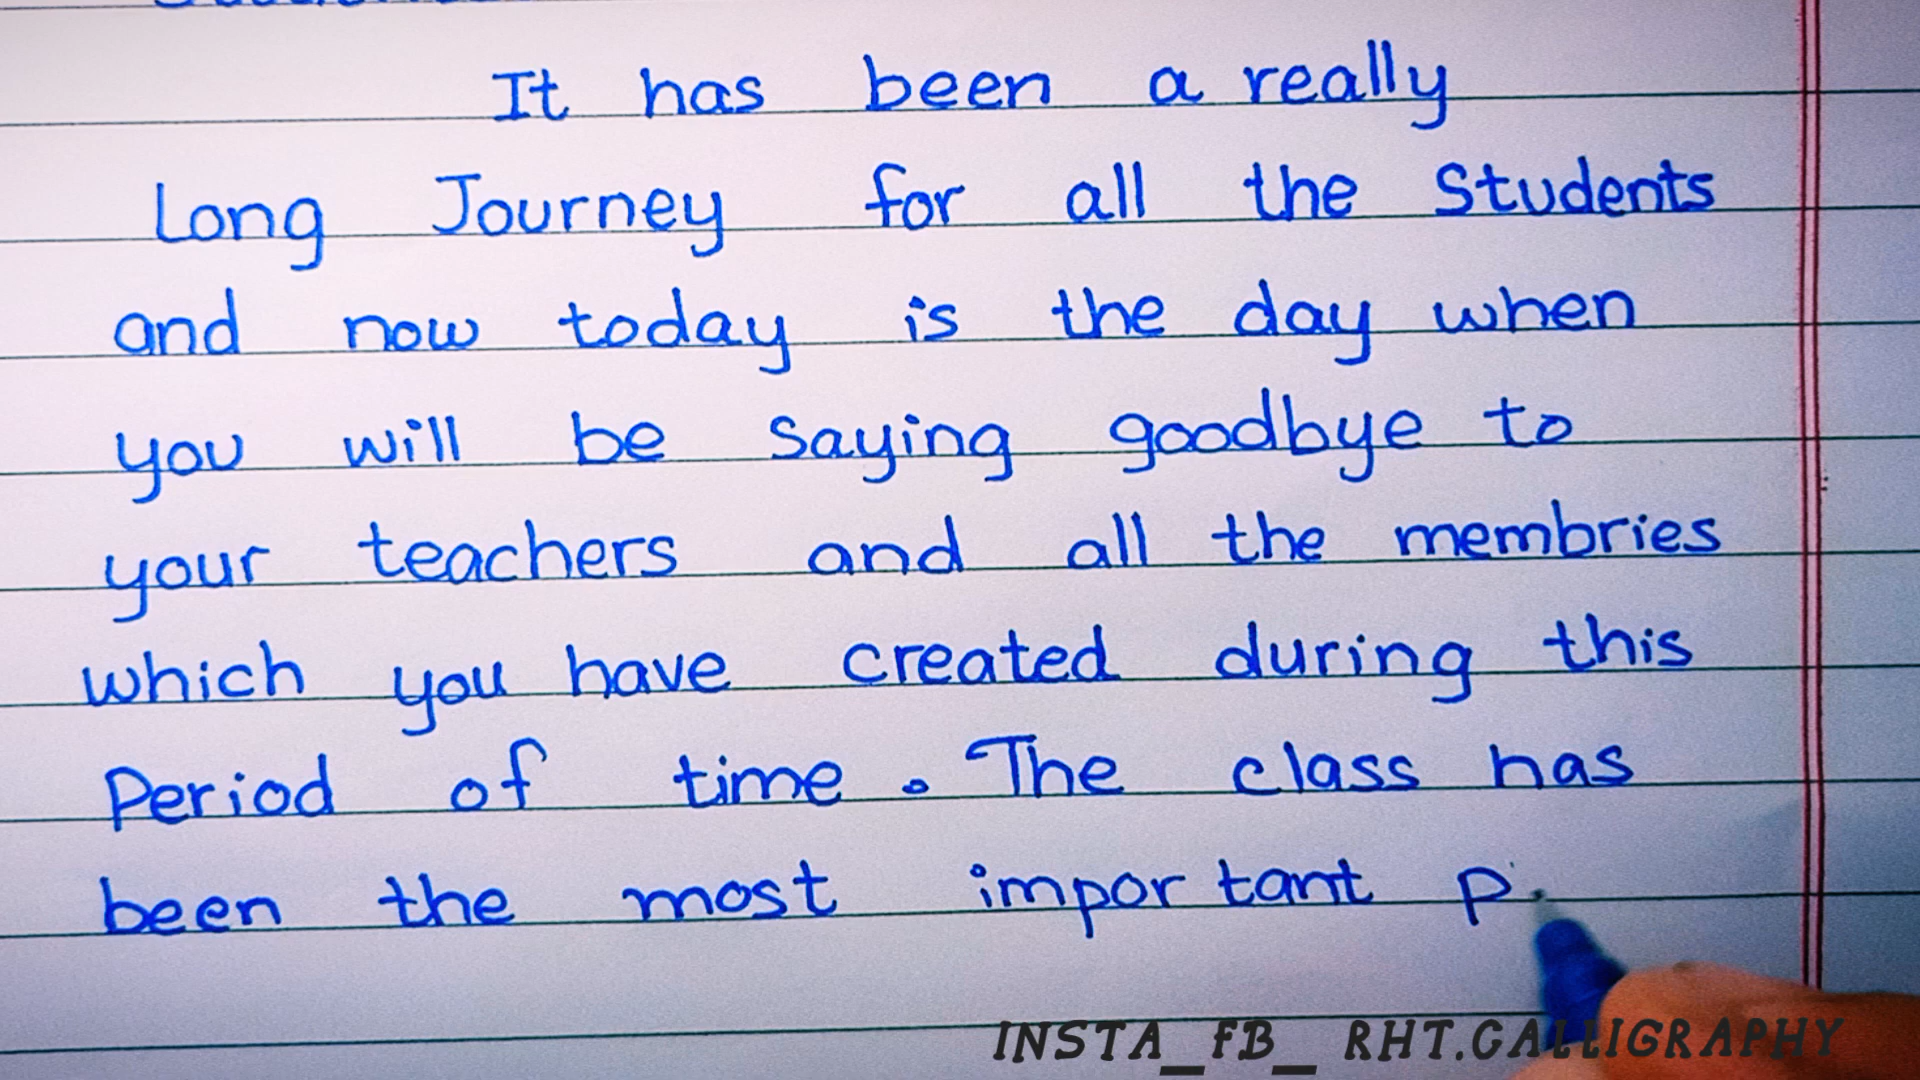 It has been a really
Long Journey for all the Students
and now today is the day when
you will be saying goodbye to
your teachers and all the membries
which you have created during this
Period of time. The class has
been the most important p
INSTA_FB_ RHT.CALLIGRAPHY